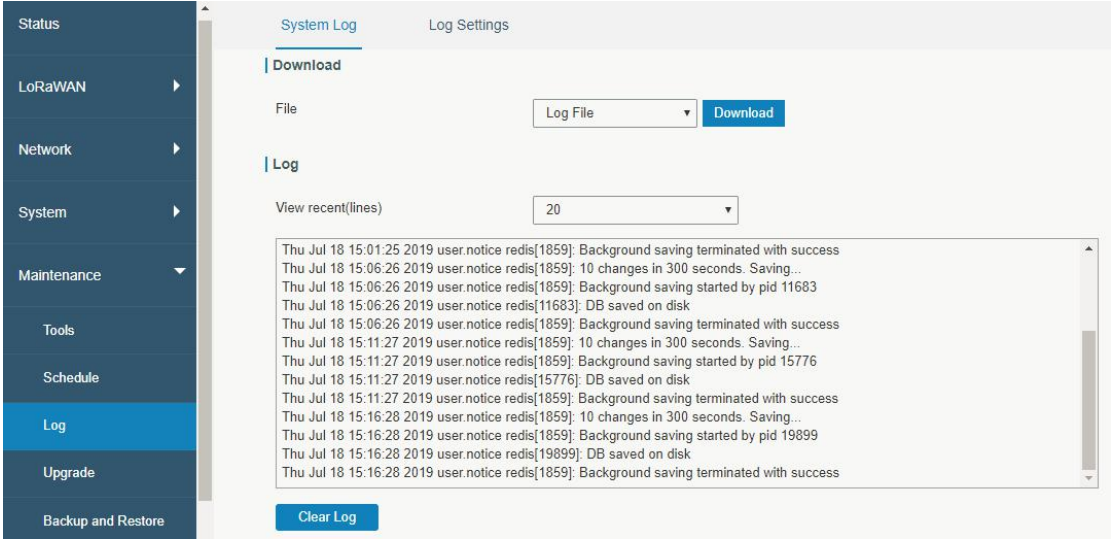 Status
LoRaWAN
Network
System
Maintenance
Tools
Schedule
Log
Upgrade
Backup and Restore
System Log
Log Settings
Download
File
Log File
Download
Log
View recent(lines)
20
Thu Jul 18 15:01:25 2019 user.notice redis[1859]: Background saving terminated with success
Thu Jul 18 15:06:26 2019 user.notice redis[1859]: 10 changes in 300 seconds. Saving...
Thu Jul 18 15:06:26 2019 user.notice redis[1859]: Background saving started by pid 11683
Thu Jul 18 15:06:26 2019 user.notice redis[11683]: DB saved on disk
Thu Jul 18 15:06:26 2019 user.notice redis[1859]: Background saving terminated with success
Thu Jul 18 15:11:27 2019 user.notice redis[1859]: 10 changes in 300 seconds. Saving...
Thu Jul 18 15:11:27 2019 user.notice redis[1859]: Background saving started by pid 15776
Thu Jul 18 15:11:27 2019 user.notice redis[15776]: DB saved on disk
Thu Jul 18 15:11:27 2019 user.notice redis[1859]: Background saving terminated with success
Thu Jul 18 15:16:28 2019 user.notice redis[1859]: 10 changes in 300 seconds. Saving...
Thu Jul 18 15:16:28 2019 user.notice redis[1859]: Background saving started by pid 19899
Thu Jul 18 15:16:28 2019 user.notice redis[19899]: DB saved on disk
Thu Jul 18 15:16:28 2019 user.notice redis[1859]: Background saving terminated with success
Clear Log